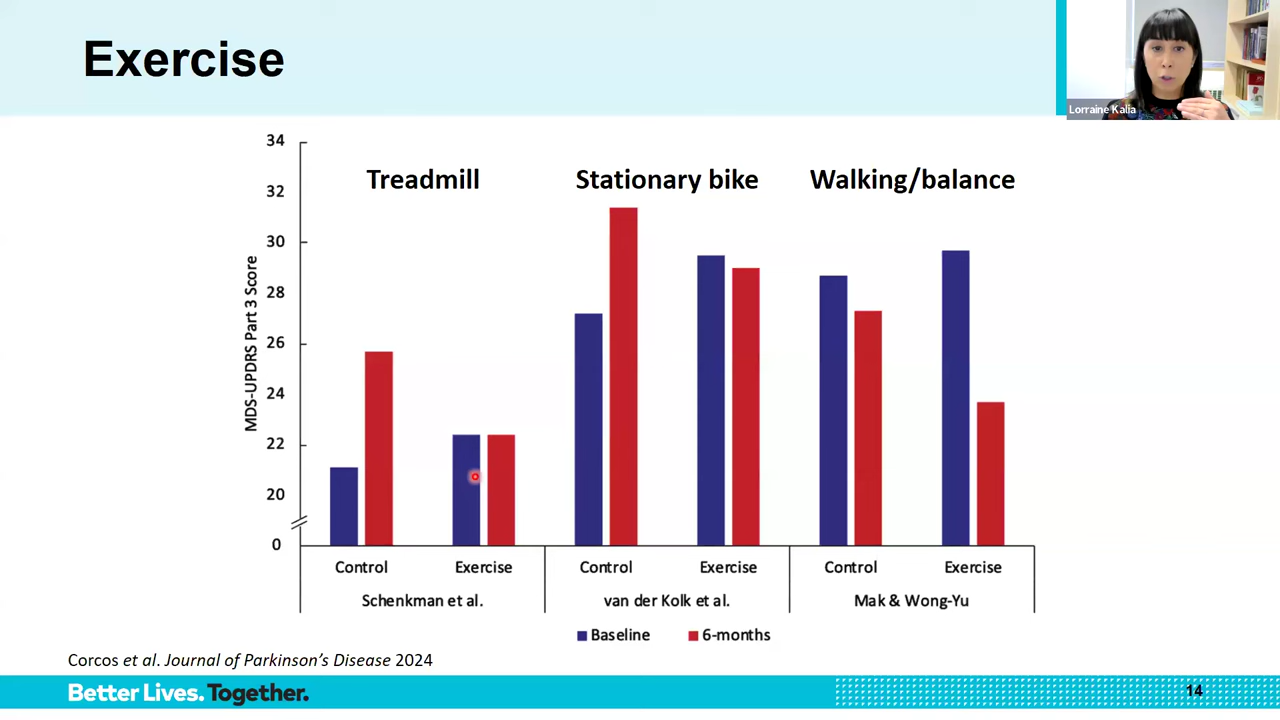 Exercise
Lorraine Kalia
Treadmill Stationary bike Walking/balance
MDS-UPDRS Part 3 Score
34
32
30
28
26
24
22
20
0
Control Exercise Control Exercise Control Exercise
Schenkman et al. van der Kolk et al. Mak & Wong-Yu
Baseline 6-months
Corcos et al. Journal of Parkinson's Disease 2024
Better Lives. Together.
14